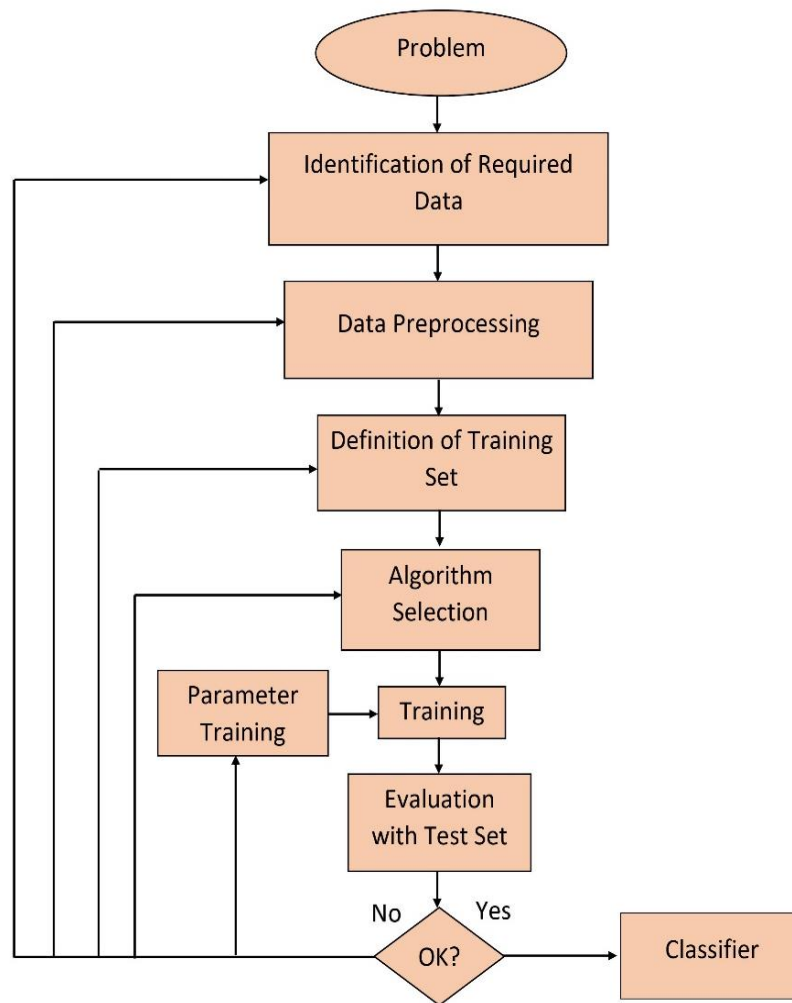 Problem
Identification of Required
Data
Data Preprocessing
Definition of Training
Set
Algorithm
Selection
Parameter
Training
Training
Evaluation
with Test Set
No
Yes
OK?
Classifier